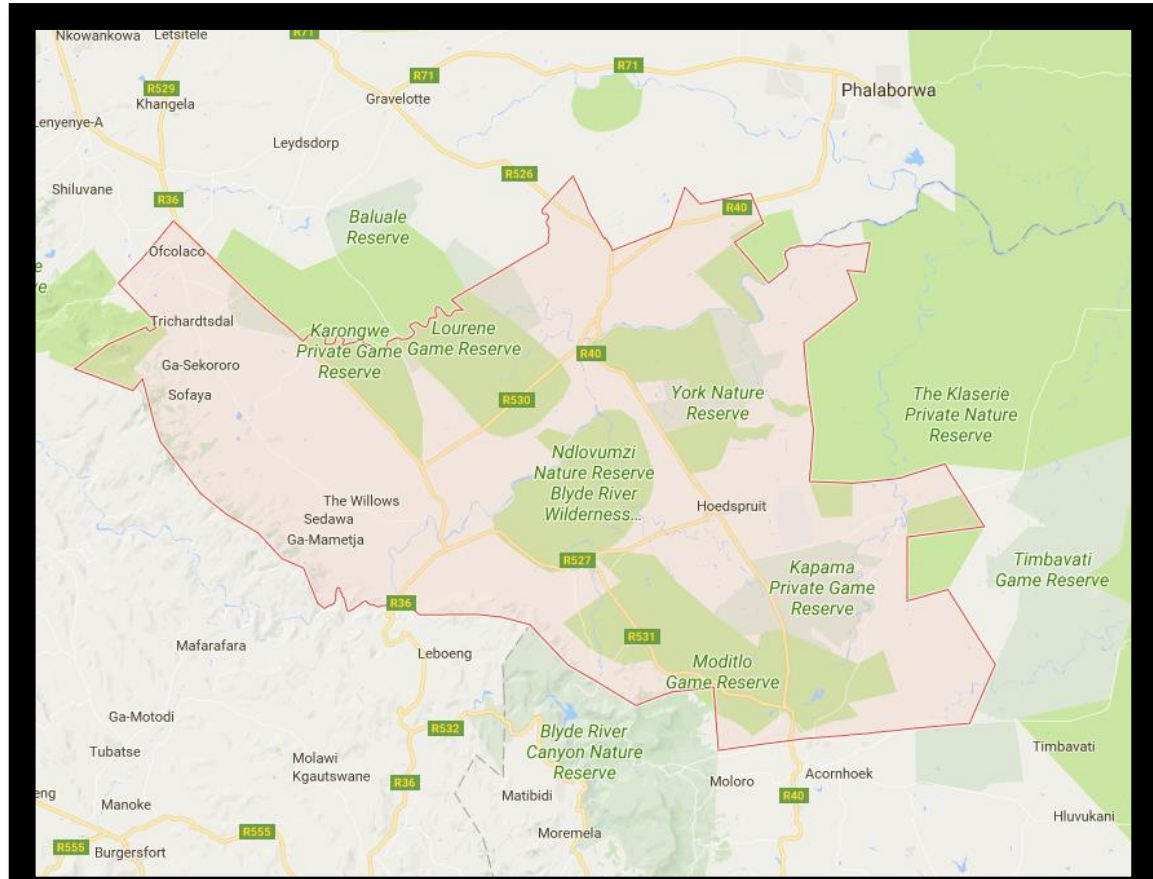 Nkowankowa
Letsitele
R71
R71
R71
R529
Khangela
Gravelotte
Phalaborwa
Lenyenye-A
Leydsdorp
R526
Shiluvane
R36
R40
Baluale
Reserve
Ofcolaco
Trichardtsdal
Karongwe
Private Game
Reserve
Lourene
Game Reserve
R40
Ga-Sekororo
Sofaya
R530
York Nature
Reserve
The Klaserie
Private Nature
Reserve
Ndlovumzi
Nature Reserve
Blyde River
Wilderness...
The Willows
Sedawa
Ga-Mametja
Hoedspruit
R527
Kapama
Private Game
Reserve
Timbavati
Game Reserve
R36
R531
Mafarafara
Leboeng
Moditlo
Game Reserve
Ga-Motodi
R532
Blyde River
Canyon Nature
Reserve
Tubatse
Molawi
Kgautswane
R36
Timbavati
Moloro
Acornhoek
Manoke
Matibidi
R40
Hluvukani
R555
R555
Moremela
Burgersfort